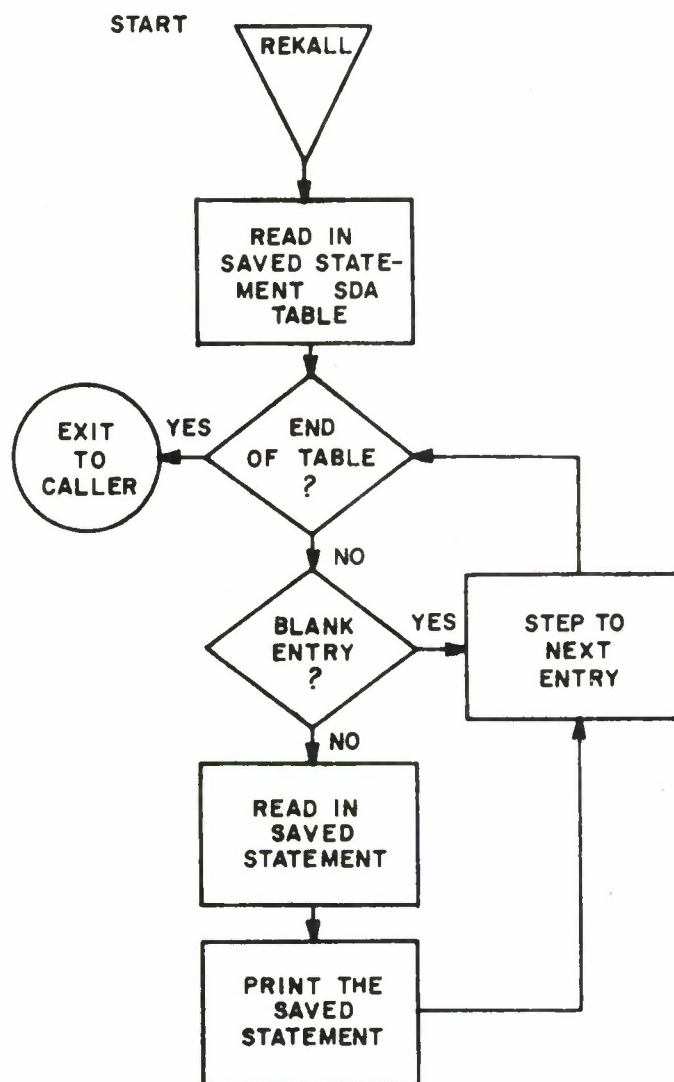 START
REKALL
READ IN
SAVED STATE-
MENT SDA
TABLE
END
OF TABLE
?
YES
EXIT
TO
CALLER
NO
BLANK
ENTRY
?
YES
STEP TO
NEXT
ENTRY
NO
READ IN
SAVED
STATEMENT
PRINT THE
SAVED
STATEMENT